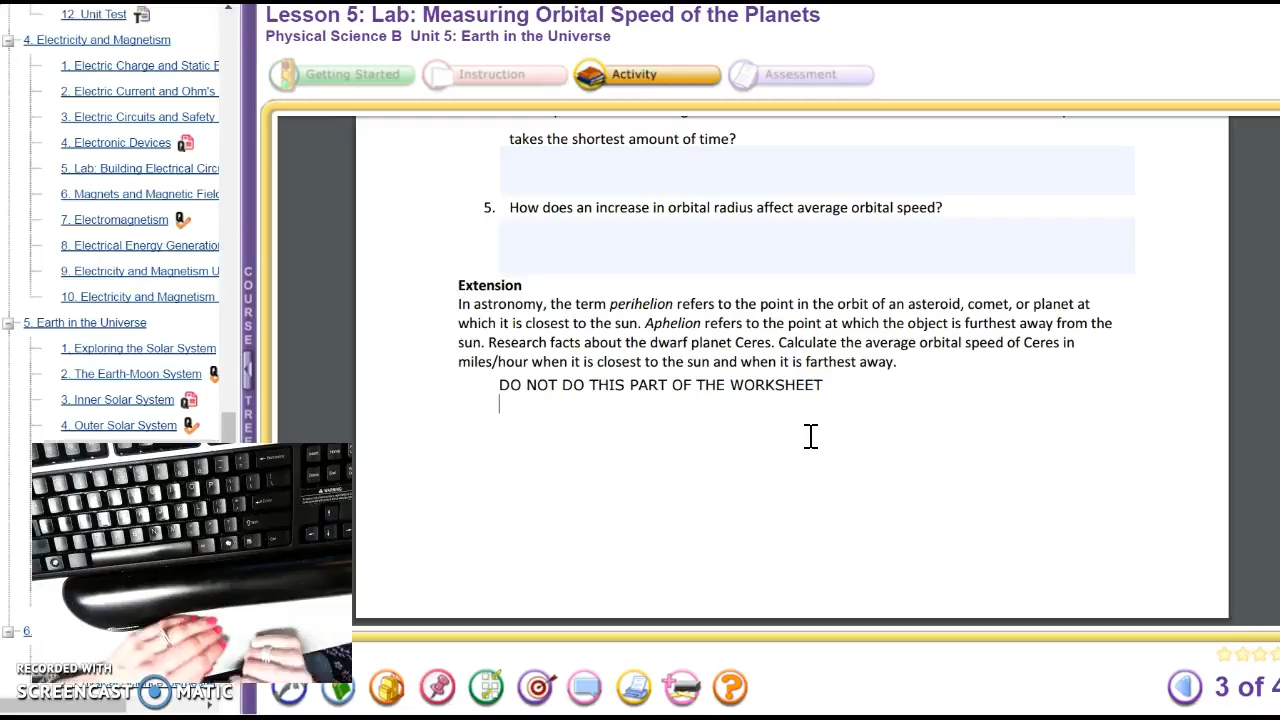 12. Unit Test
4. Electricity and Magnetism
1. Electric Charge and Static E
2. Electric Current and Ohm's
3. Electric Circuits and Safety
4. Electronic Devices
5. Lab: Building Electrical Circu
6. Magnets and Magnetic Field
7. Electromagnetism
8. Electrical Energy Generation
9. Electricity and Magnetism U
10. Electricity and Magnetism
5. Earth in the Universe
1. Exploring the Solar System
2. The Earth-Moon System
3. Inner Solar System
4. Outer Solar System
6.
RECORDED WITH
SCREENCAST MATIC
COURSE TREE
Lesson 5: Lab: Measuring Orbital Speed of the Planets
Physical Science B Unit 5: Earth in the Universe
Getting Started
Instruction
Activity
Assessment
takes the shortest amount of time?
5. How does an increase in orbital radius affect average orbital speed?
Extension
In astronomy, the term perihelion refers to the point in the orbit of an asteroid, comet, or planet at
which it is closest to the sun. Aphelion refers to the point at which the object is furthest away from the
sun. Research facts about the dwarf planet Ceres. Calculate the average orbital speed of Ceres in
miles/hour when it is closest to the sun and when it is farthest away.
DO NOT DO THIS PART OF THE WORKSHEET
3 of 4